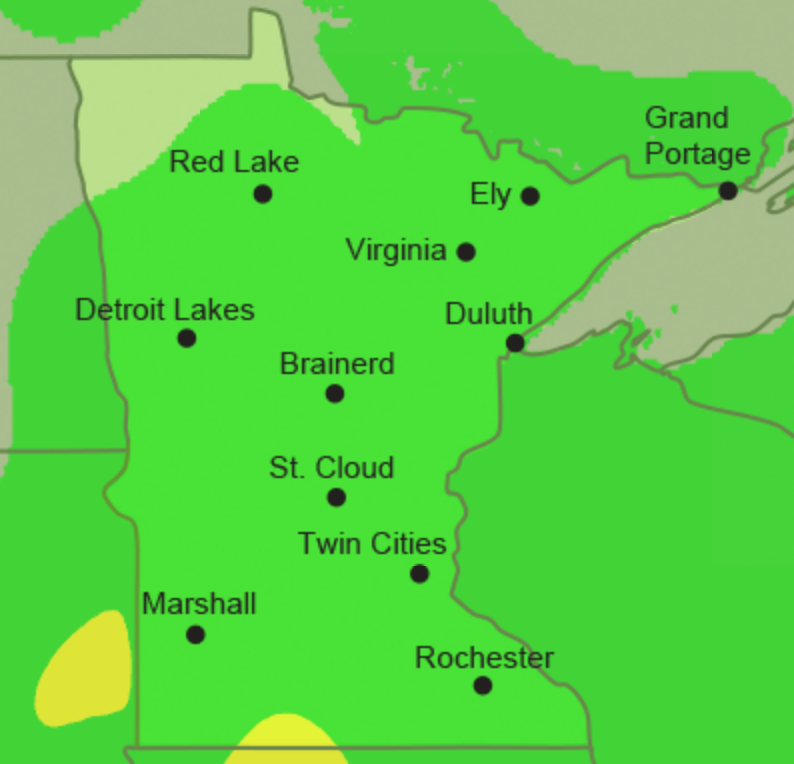 Grand
Portage
Red Lake
Ely
Virginia
Detroit Lakes
Duluth
Brainerd
St. Cloud
Twin Cities
Marshall
Rochester